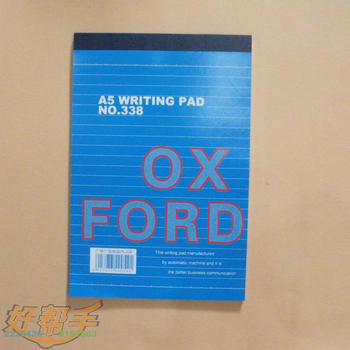 A5 WRITING PAD
NO.338
OX
FORD
This writing pad manufactures
by automatic machine and it is
the better business communication
好帮手